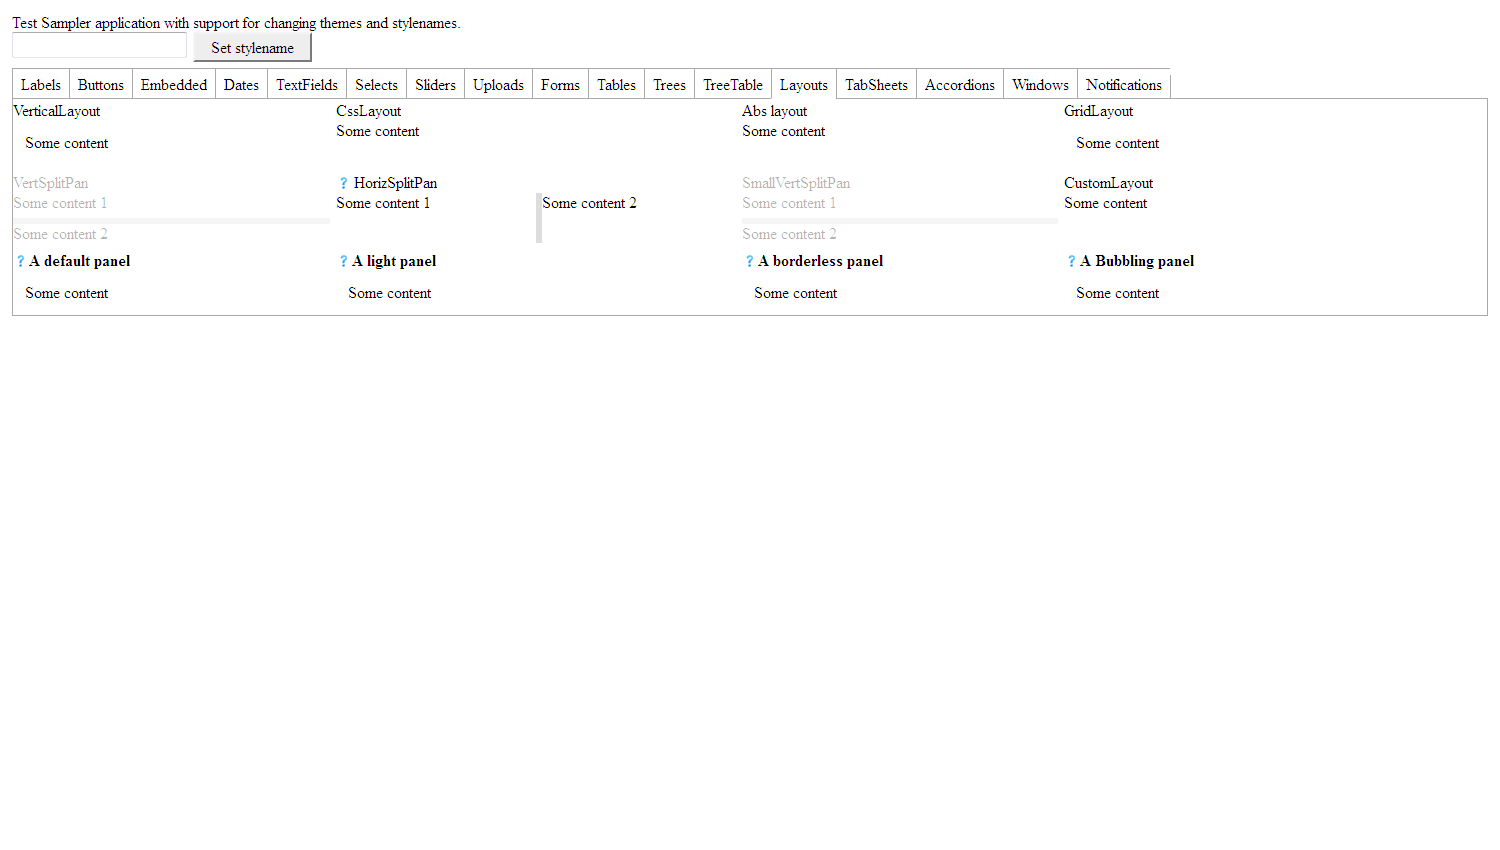 Test Sampler application with support for changing themes and stylenames.
Set stylename
Labels Buttons Embedded Dates TextFields Selects Sliders Uploads Forms Tables Trees TreeTable Layouts TabSheets Accordions Windows Notifications
VerticalLayout CssLayout Abs layout GridLayout
Some content Some content
Some content Some content
VertSplitPan ? HorizSplitPan SmallVertSplitPan CustomLayout
Some content 1 Some content 1 Some content 2 Some content 1 Some content
Some content 2 Some content 2
? A default panel ? A light panel ? A borderless panel ? A Bubbling panel
Some content Some content Some content Some content